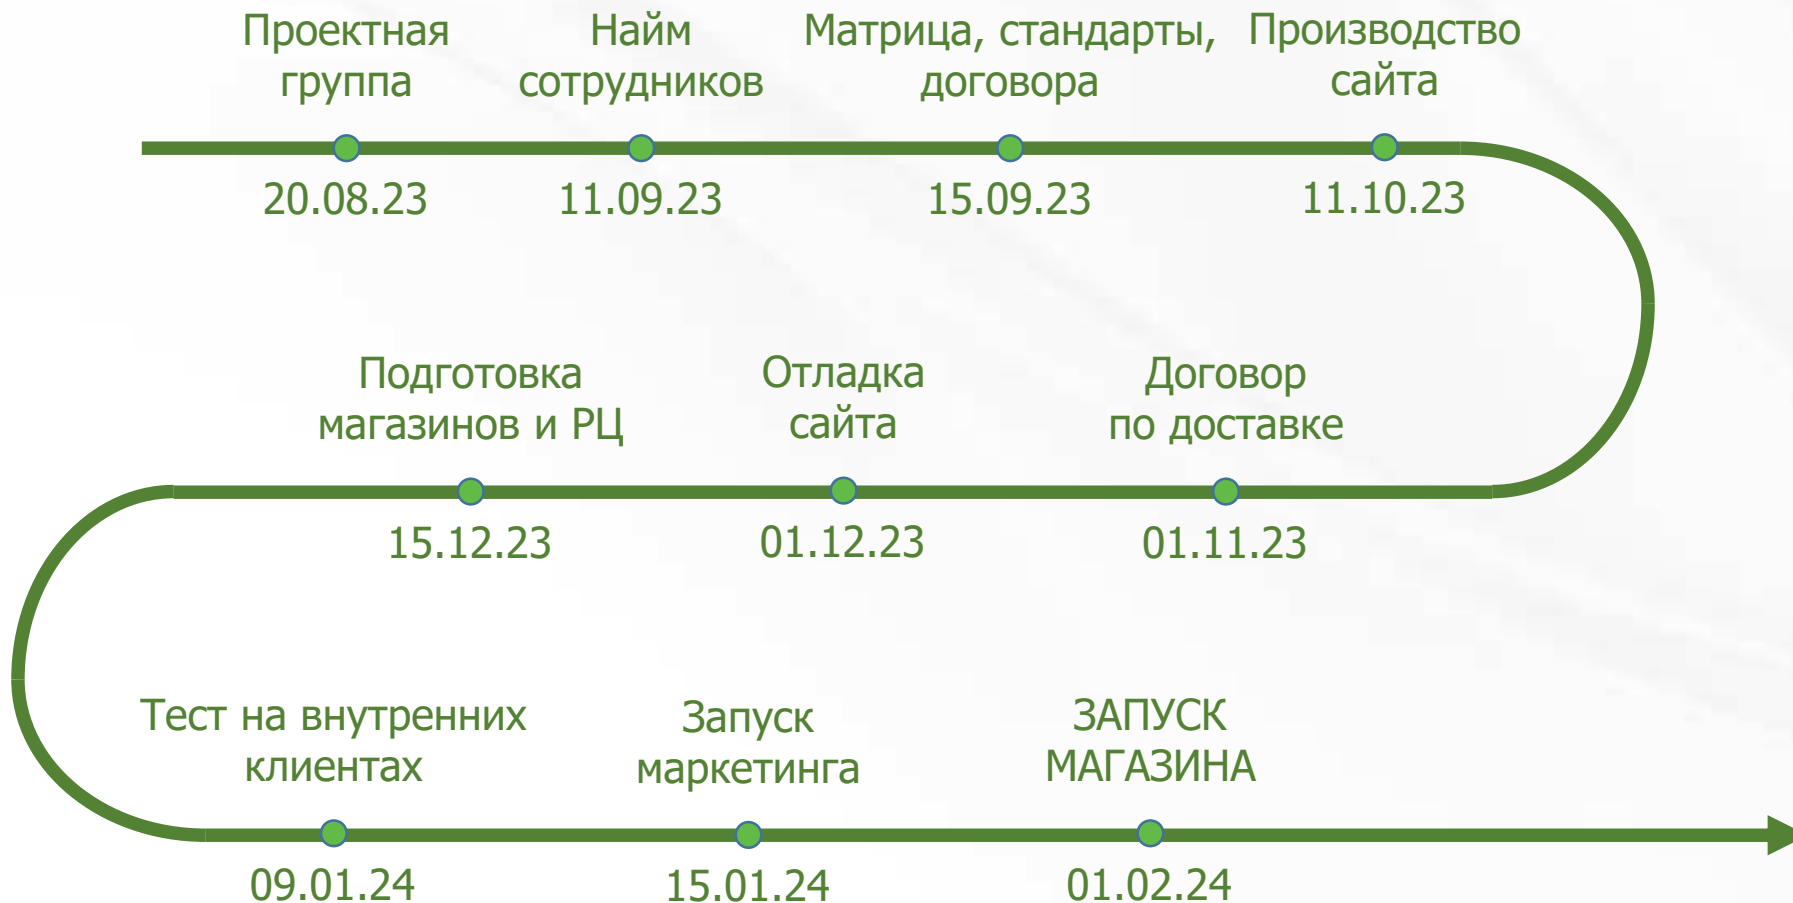 Проектная
группа
20.08.23
Найм
сотрудников
11.09.23
Матрица, стандарты,
договора
15.09.23
Производство
сайта
11.10.23
Договор
по доставке
01.11.23
Отладка
сайта
01.12.23
Подготовка
магазинов и РЦ
15.12.23
Тест на внутренних
клиентах
09.01.24
Запуск
маркетинга
15.01.24
ЗАПУСК
МАГАЗИНА
01.02.24